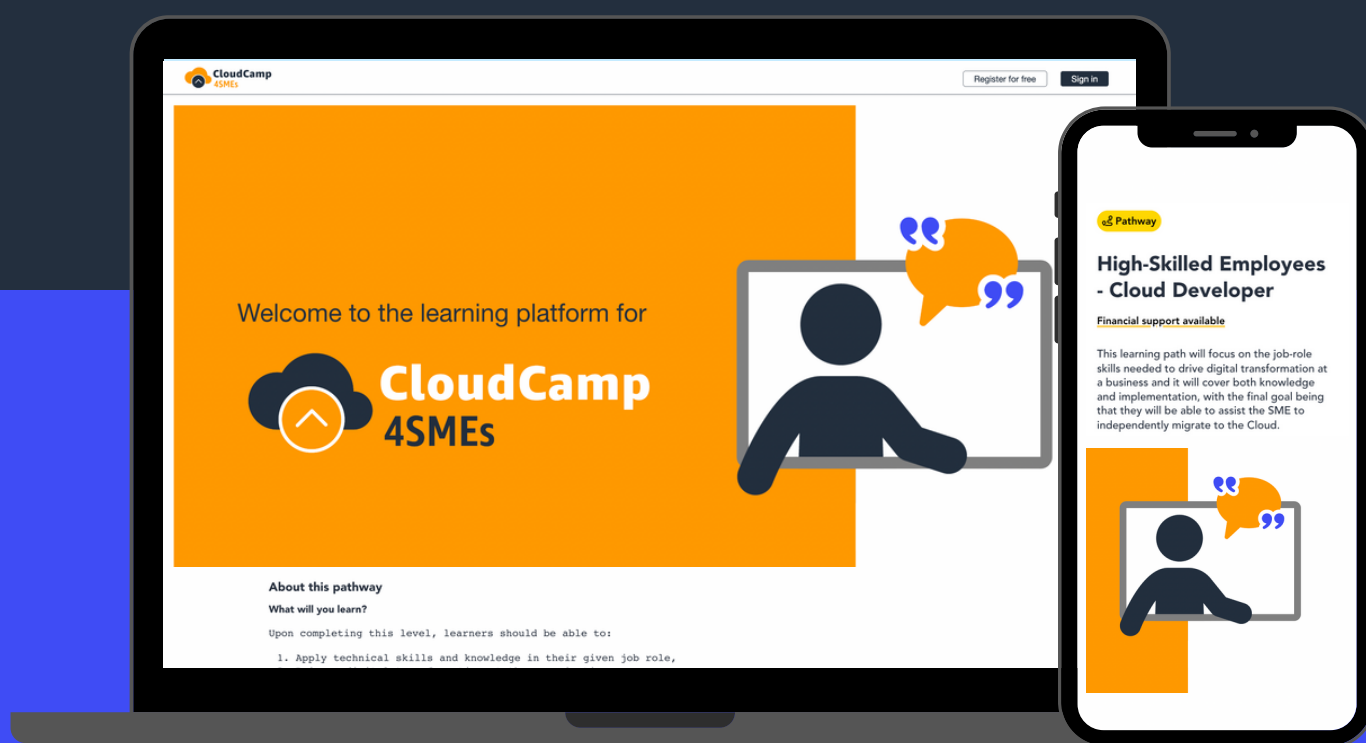 CloudCamp
4SMEs
Register for free
Sign in
Welcome to the learning platform for
CloudCamp
4SMEs
About this pathway
What will you learn?
Upon completing this level, learners should be able to:
1. Apply technical skills and knowledge in their given job role,
Pathway
High-Skilled Employees
- Cloud Developer
Financial support available
This learning path will focus on the job-role
skills needed to drive digital transformation at
a business and it will cover both knowledge
and implementation, with the final goal being
that they will be able to assist the SME to
independently migrate to the Cloud.